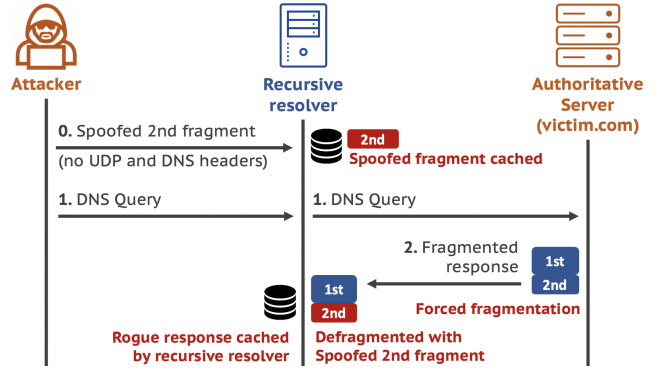 Attacker
Recursive
resolver
Authoritative
Server
(victim.com)
0. Spoofed 2nd fragment
(no UDP and DNS headers)
2nd
Spoofed fragment cached
1. DNS Query
1. DNS Query
2. Fragmented
response
1st
2nd
Forced fragmentation
1st
2nd
Rogue response cached
by recursive resolver
Defragmented with
Spoofed 2nd fragment